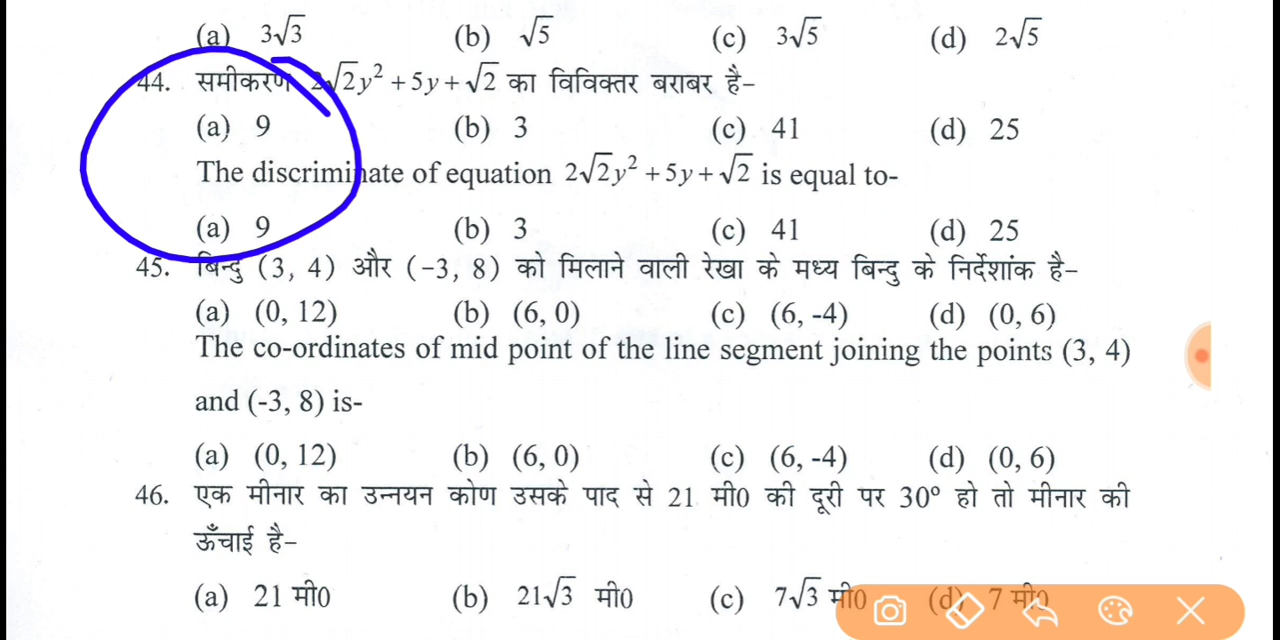 (a) 3√3 (b) √5 (c) 3√5 (d) 2√5
44. समीकरण 2√2y² + 5y + √2 का विविक्तर बराबर है–
(a) 9 (b) 3 (c) 41 (d) 25
The discriminate of equation 2√2y² + 5y + √2 is equal to-
(a) 9 (b) 3 (c) 41 (d) 25
45. बिन्दु (3, 4) और (−3, 8) को मिलाने वाली रेखा के मध्य बिन्दु के निर्देशांक है–
(a) (0, 12) (b) (6, 0) (c) (6, -4) (d) (0, 6)
The co-ordinates of mid point of the line segment joining the points (3, 4)
and (-3, 8) is-
(a) (0, 12) (b) (6, 0) (c) (6, -4) (d) (0, 6)
46. एक मीनार का उन्नयन कोण उसके पाद से 21 मी0 की दूरी पर 30° हो तो मीनार की
ऊँचाई है–
(a) 21 मी0 (b) 21√3 मी0 (c) 7√3 मी0 (d) 7 मी0